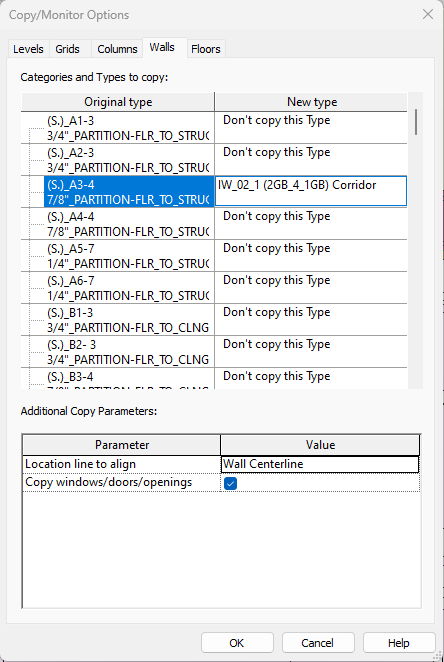 Copy/Monitor Options
Levels Grids Columns Walls Floors
Categories and Types to copy:
Original type New type
(S.)_A1-3 Don't copy this Type
3/4"_PARTITION-FLR_TO_STRUC
(S.)_A2-3 Don't copy this Type
3/4"_PARTITION-FLR_TO_STRUC
(S.)_A3-4 IW_02_1 (2GB_4_1GB) Corridor
7/8"_PARTITION-FLR_TO_STRUC
(S.)_A4-4 Don't copy this Type
7/8"_PARTITION-FLR_TO_STRUC
(S.)_A5-7 Don't copy this Type
1/4"_PARTITION-FLR_TO_STRUC
(S.)_A6-7 Don't copy this Type
1/4"_PARTITION-FLR_TO_STRUC
(S.)_B1-3 Don't copy this Type
3/4"_PARTITION-FLR_TO_CLNG
(S.)_B2- 3 Don't copy this Type
3/4"_PARTITION-FLR_TO_CLNG
(S.)_B3-4 Don't copy this Type
7/8"_PARTITION-FLR_TO_CLNG
Additional Copy Parameters:
Parameter Value
Location line to align Wall Centerline
Copy windows/doors/openings
OK Cancel Help